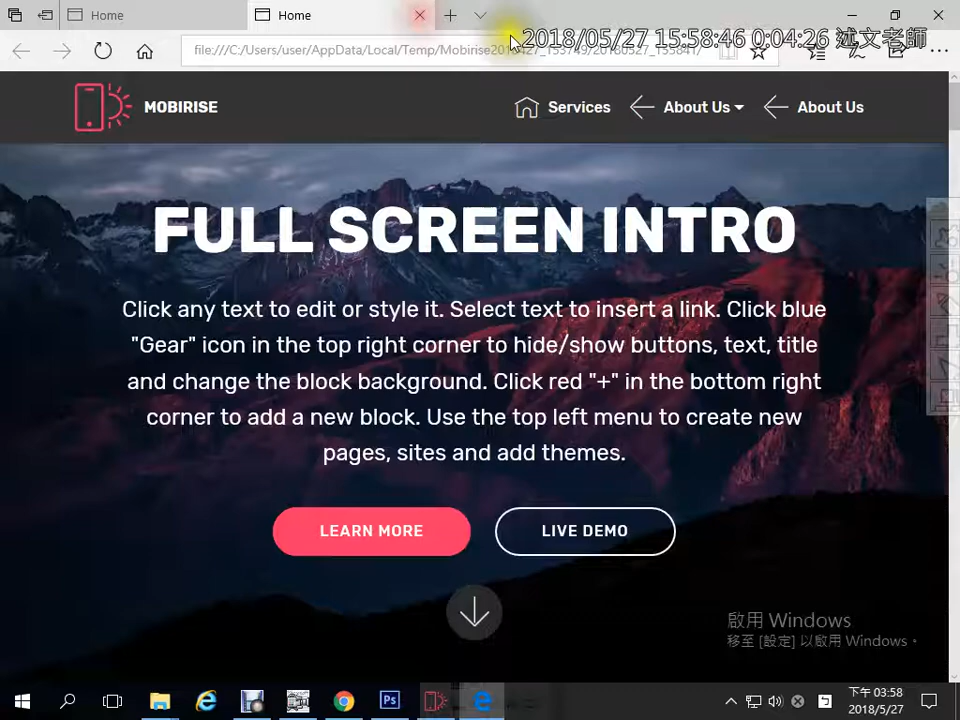 Home
Home
2018/05/27 15:58:46 0:04:26 述文老師
MOBIRISE
Services
About Us
About Us
FULL SCREEN INTRO
Click any text to edit or style it. Select text to insert a link. Click blue
"Gear" icon in the top right corner to hide/show buttons, text, title
and change the block background. Click red "+" in the bottom right
corner to add a new block. Use the top left menu to create new
pages, sites and add themes.
LEARN MORE
LIVE DEMO
啟用 Windows
移至 [設定] 以啟用 Windows。
下午 03:58
2018/5/27